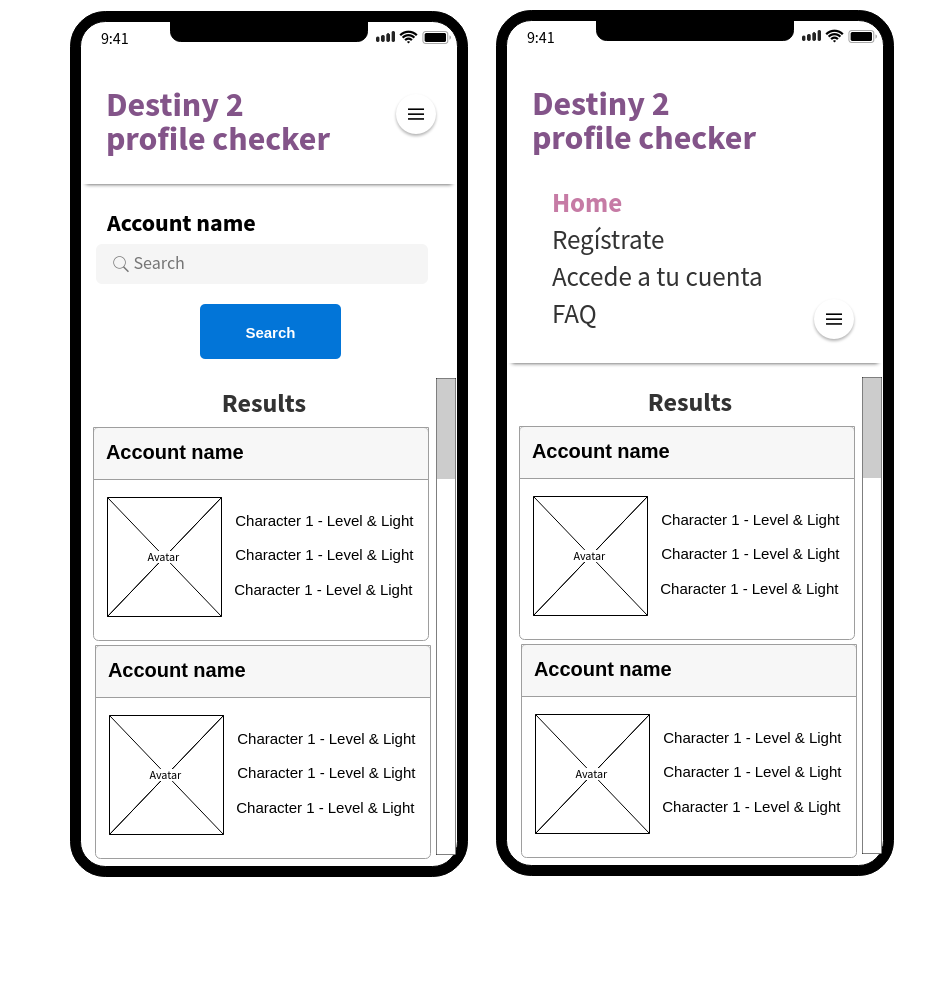 9:41
Destiny 2
profile checker
Account name
Search
Search
Results
Account name
Avatar
Character 1 - Level & Light
Character 1 - Level & Light
Character 1 - Level & Light
Account name
Avatar
Character 1 - Level & Light
Character 1 - Level & Light
Character 1 - Level & Light
9:41
Destiny 2
profile checker
Home
Regístrate
Accede a tu cuenta
FAQ
Results
Account name
Avatar
Character 1 - Level & Light
Character 1 - Level & Light
Character 1 - Level & Light
Account name
Avatar
Character 1 - Level & Light
Character 1 - Level & Light
Character 1 - Level & Light